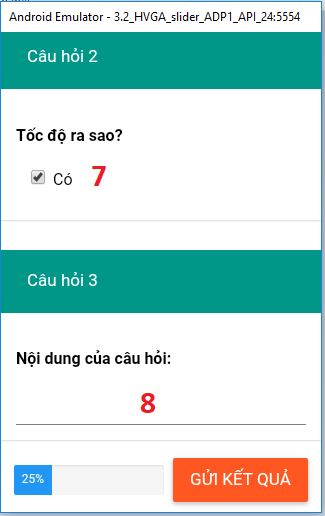 Android Emulator - 3.2_HVGA_slider_ADP1_API_24:5554
Câu hỏi 2
Tốc độ ra sao?
Có 7
Câu hỏi 3
Nội dung của câu hỏi:
8
25% GỬI KẾT QUẢ